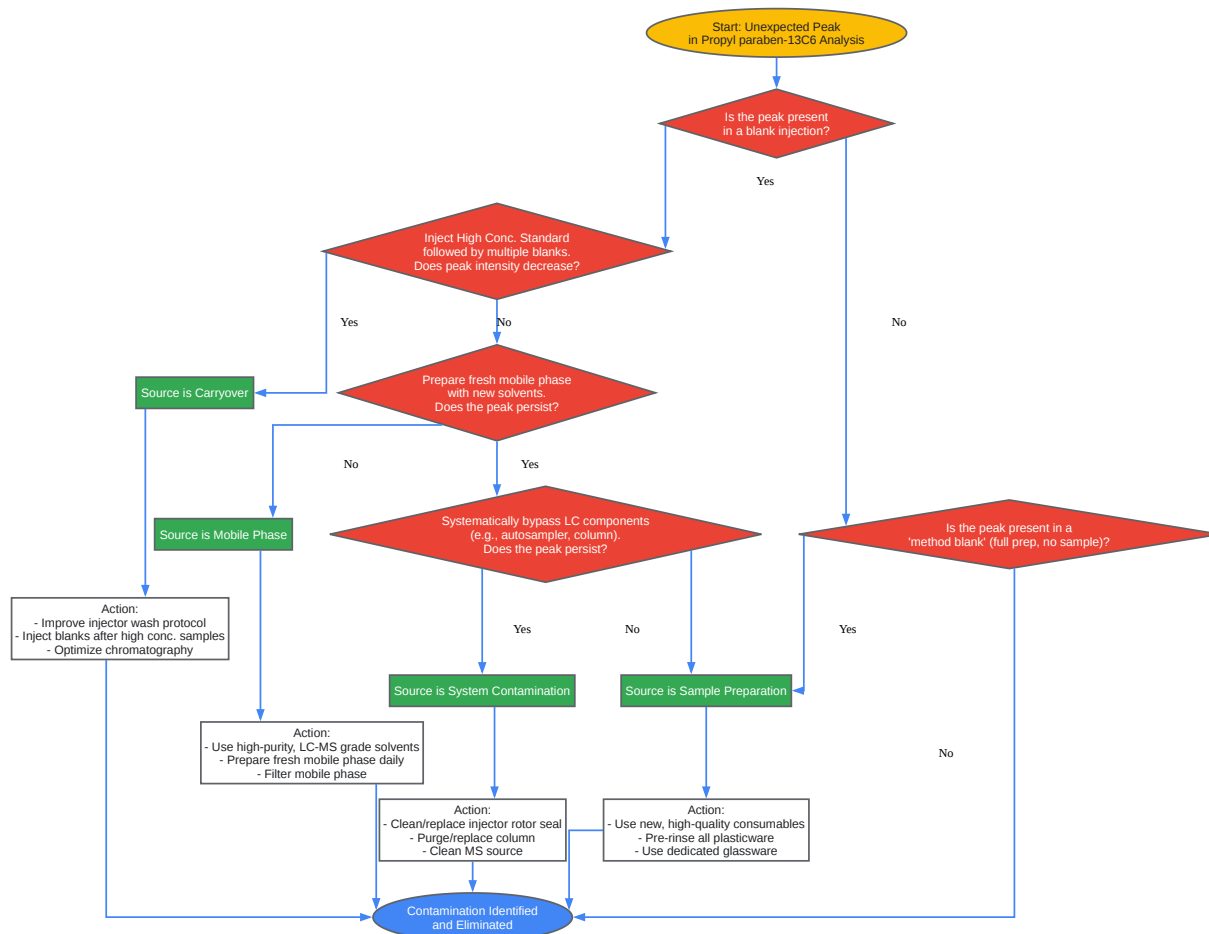 Start: Unexpected Peak
in Propyl paraben-13C6 Analysis
Is the peak present
in a blank injection?
Yes
Inject High Conc. Standard
followed by multiple blanks.
Does peak intensity decrease?
Yes
No
No
Prepare fresh mobile phase
with new solvents.
Does the peak persist?
Source is Carryover
No
Yes
Systematically bypass LC components
(e.g., autosampler, column).
Does the peak persist?
Is the peak present in a
'method blank' (full prep, no sample)?
Source is Mobile Phase
Action:
- Improve injector wash protocol
- Inject blanks after high conc. samples
- Optimize chromatography
Yes
No
Yes
Source is System Contamination
Source is Sample Preparation
Action:
- Use high-purity, LC-MS grade solvents
- Prepare fresh mobile phase daily
- Filter mobile phase
No
Action:
- Clean/replace injector rotor seal
- Purge/replace column
- Clean MS source
Action:
- Use new, high-quality consumables
- Pre-rinse all plasticware
- Use dedicated glassware
Contamination Identified
and Eliminated